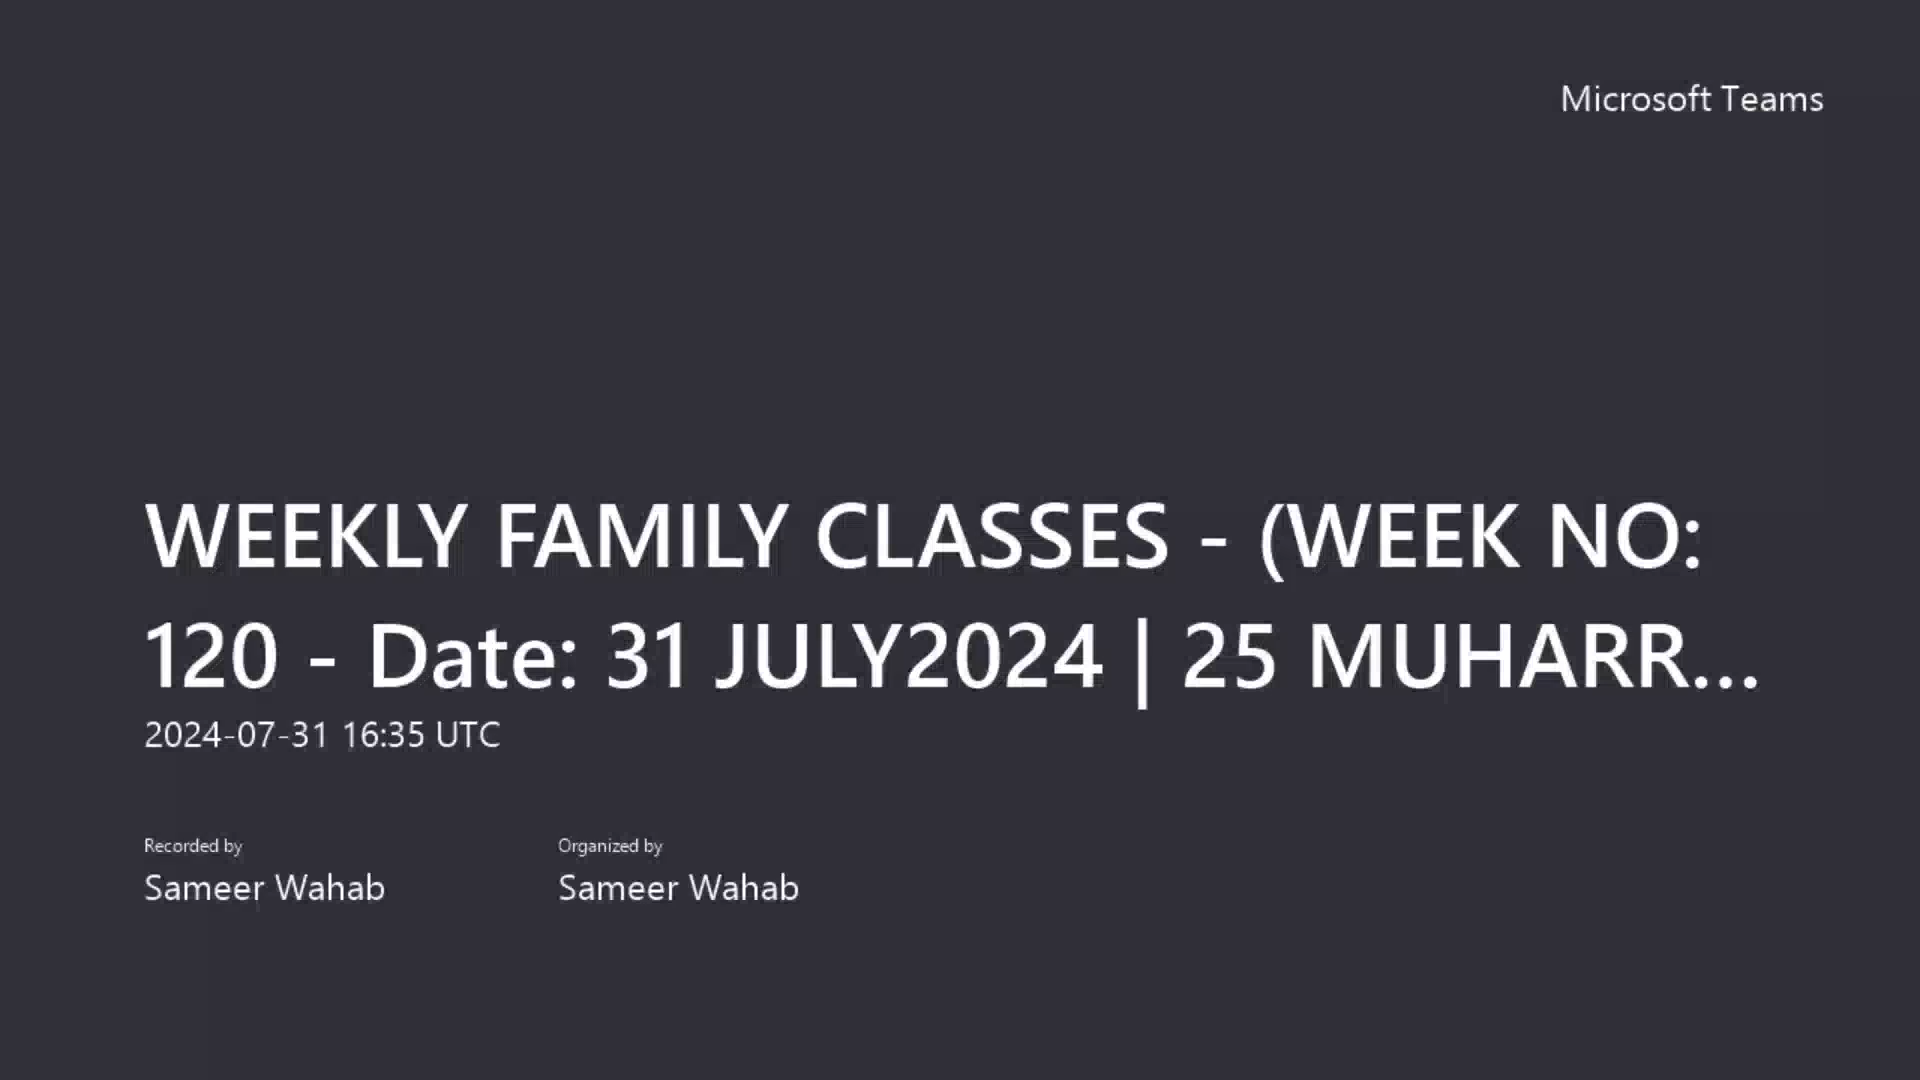 Microsoft Teams
WEEKLY FAMILY CLASSES - (WEEK NO:
120 - Date: 31 JULY2024 | 25 MUHARR...
2024-07-31 16:35 UTC
Recorded by
Sameer Wahab
Organized by
Sameer Wahab